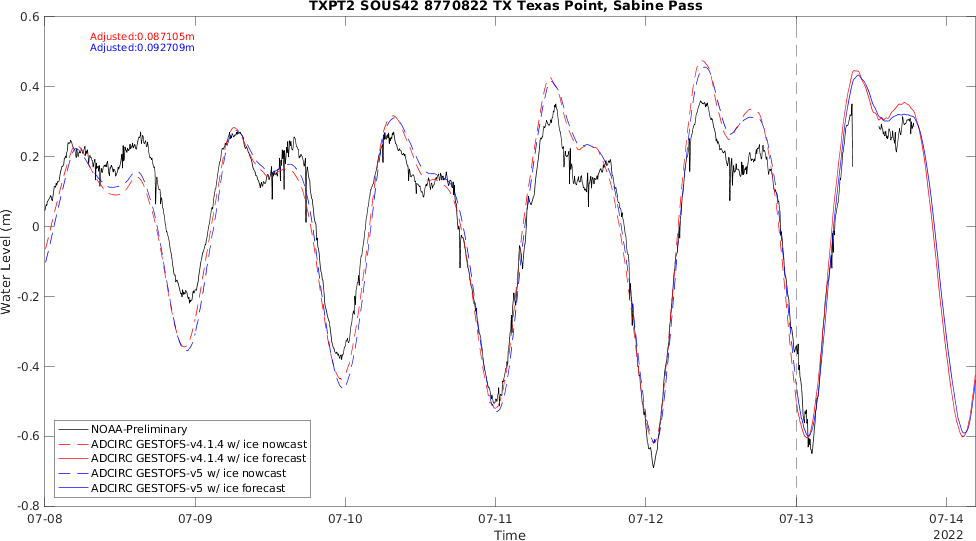 TXPT2 SOUS42 8770822 TX Texas Point, Sabine Pass
Adjusted:0.087105m
Adjusted:0.092709m
0.6
0.4
0.2
0
-0.2
-0.4
-0.6
-0.8
Water Level (m)
NOAA-Preliminary
ADCIRC GESTOFS-v4.1.4 w/ ice nowcast
ADCIRC GESTOFS-v4.1.4 w/ ice forecast
ADCIRC GESTOFS-v5 w/ ice nowcast
ADCIRC GESTOFS-v5 w/ ice forecast
07-08 07-09 07-10 07-11 07-12 07-13 07-14
Time
2022